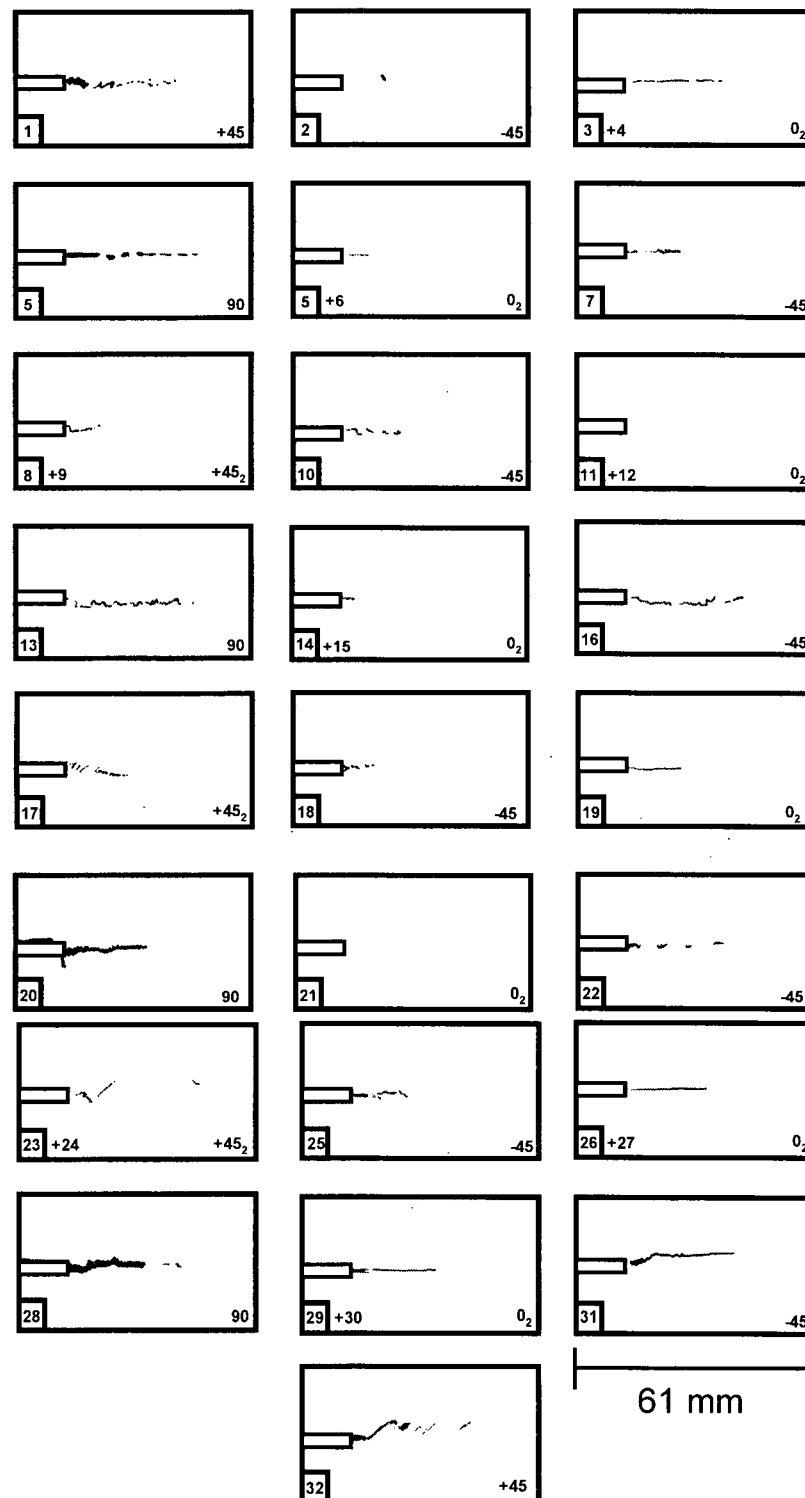 1 +45
2 -45
3 +4 0₂
5 90
5 +6 0₂
7 -45
8 +9 +45₂
10 -45
11 +12 0₂
13 90
14 +15 0₂
16 -45
17 +45₂
18 -45
19 0₂
20 90
21 0₂
22 -45
23 +24 +45₂
25 -45
26 +27 0₂
28 90
29 +30 0₂
31 -45
61 mm
32 +45